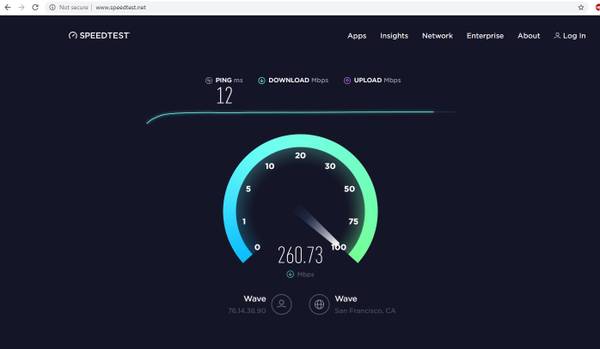 Not secure | www.speedtest.net
SPEEDTEST
Apps Insights Network Enterprise About Log In
PING ms DOWNLOAD Mbps UPLOAD Mbps
12
20
10 30
5 50
1 75
0 100
260.73
Mbps
Wave Wave
76.14.38.90 San Francisco, CA